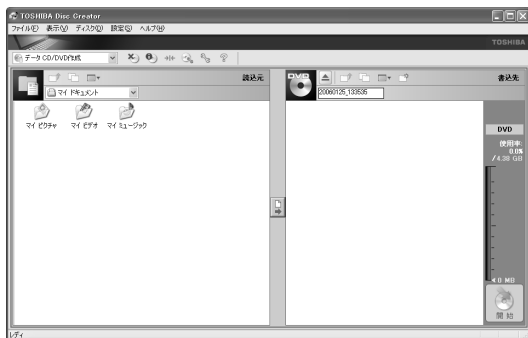 TOSHIBA Disc Creator
ファイル(F) 表示(V) ディスク(D) 設定(S) ヘルプ(H)
TOSHIBA
データCD/DVD作成
読込元
マイ ドキュメント
マイ ピクチャ マイ ビデオ マイ ミュージック
DVD
書込先
20060125_133535
DVD
使用率:
0.0%
/4.38 GB
0 MB
開始
レディ